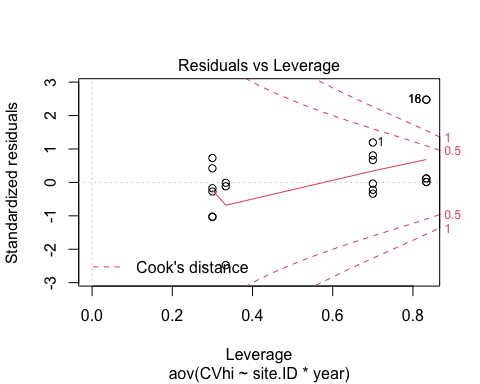 Residuals vs Leverage
Standardized residuals
3
2
1
0
-1
-2
-3
16
1
1
0.5
0.5
1
Cook's distance
0.0 0.2 0.4 0.6 0.8
Leverage
aov(CVhi ~ site.ID * year)